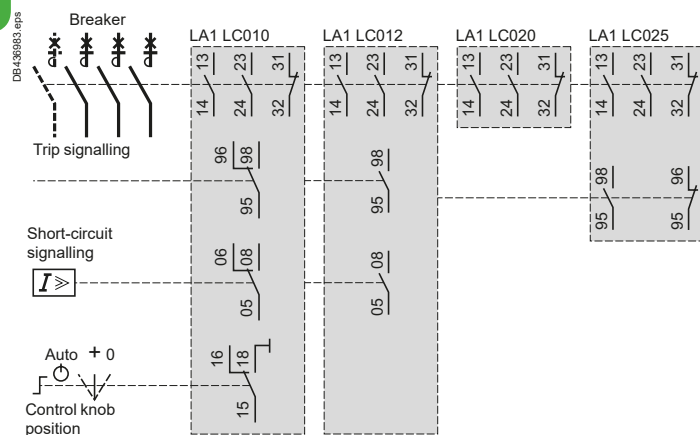 DB436983.eps
Breaker
LA1 LC010
LA1 LC012
LA1 LC020
LA1 LC025
13 23 31
13 23 31
13 23 31
13 23 31
14 24 32
14 24 32
14 24 32
14 24 32
Trip signalling
96 98
98
98 96
95
95
95 95
Short-circuit
signalling
I
06 08
08
05
05
Auto + 0
16 18
15
Control knob
position